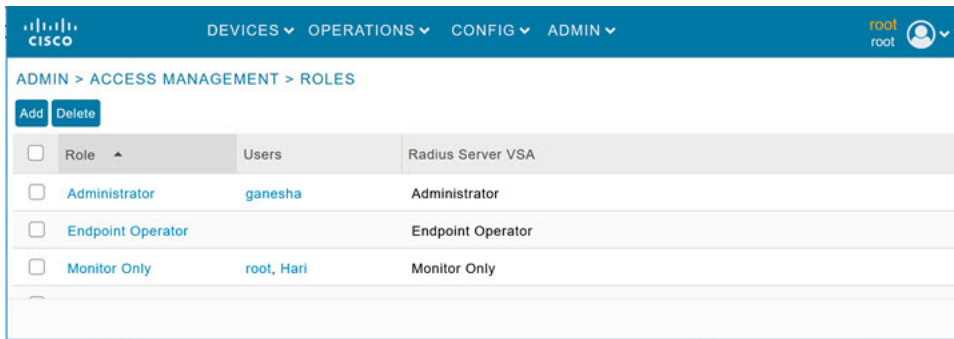 CISCO DEVICES OPERATIONS CONFIG ADMIN root
root
ADMIN > ACCESS MANAGEMENT > ROLES
Add Delete
Role Users Radius Server VSA
Administrator ganesha Administrator
Endpoint Operator Endpoint Operator
Monitor Only root, Hari Monitor Only